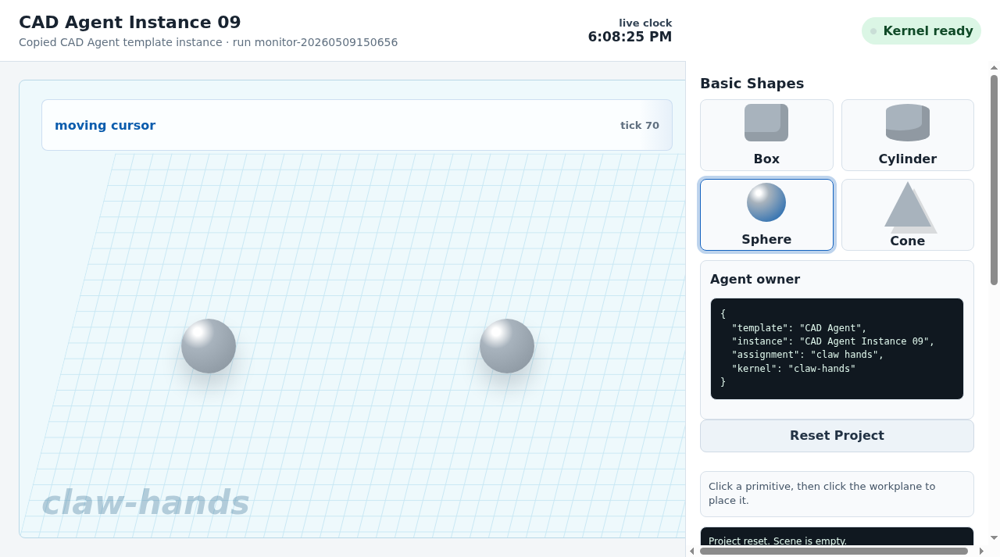 CAD Agent Instance 09
Copied CAD Agent template instance · run monitor-20260509150656
live clock
6:08:25 PM
Kernel ready
moving cursor
tick 70
claw-hands
Basic Shapes
Box
Cylinder
Sphere
Cone
Agent owner
{
  "template": "CAD Agent",
  "instance": "CAD Agent Instance 09",
  "assignment": "claw hands",
  "kernel": "claw-hands"
}
Reset Project
Click a primitive, then click the workplane to
place it.
Project reset. Scene is empty.